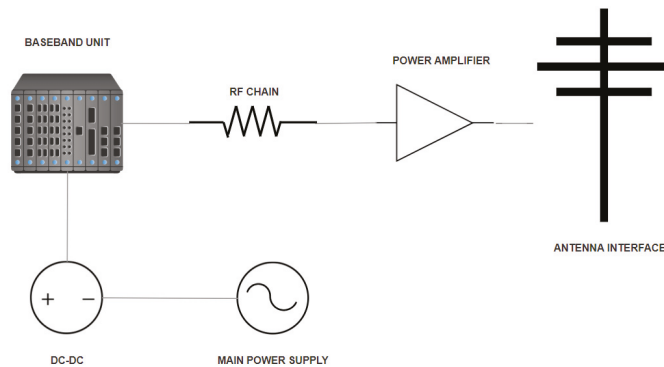 BASEBAND UNIT
RF CHAIN
POWER AMPLIFIER
ANTENNA INTERFACE
+ −
DC-DC
MAIN POWER SUPPLY